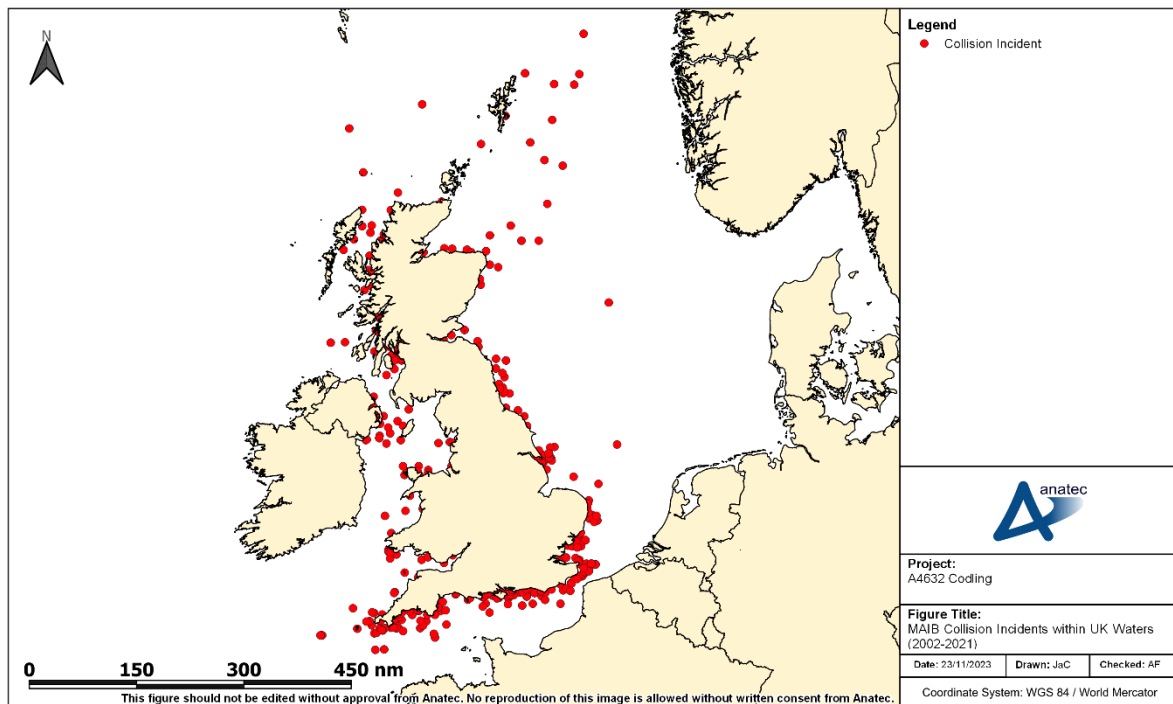 N
0 150 300 450 nm
This figure should not be edited without approval from Anatec. No reproduction of this image is allowed without written consent from Anatec.
Legend
Collision Incident
anatec
Project:
A4632 Codling
Figure Title:
MAIB Collision Incidents within UK Waters
(2002-2021)
Date: 23/11/2023 Drawn: JaC Checked: AF
Coordinate System: WGS 84 / World Mercator